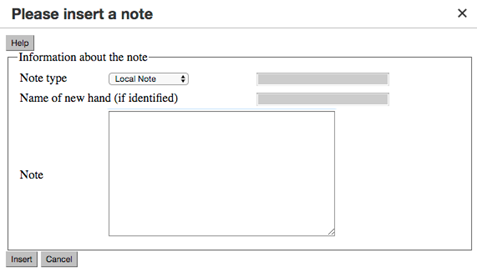 Please insert a note ×
Help
Information about the note
Note type Local Note
Name of new hand (if identified)
Note
Insert Cancel